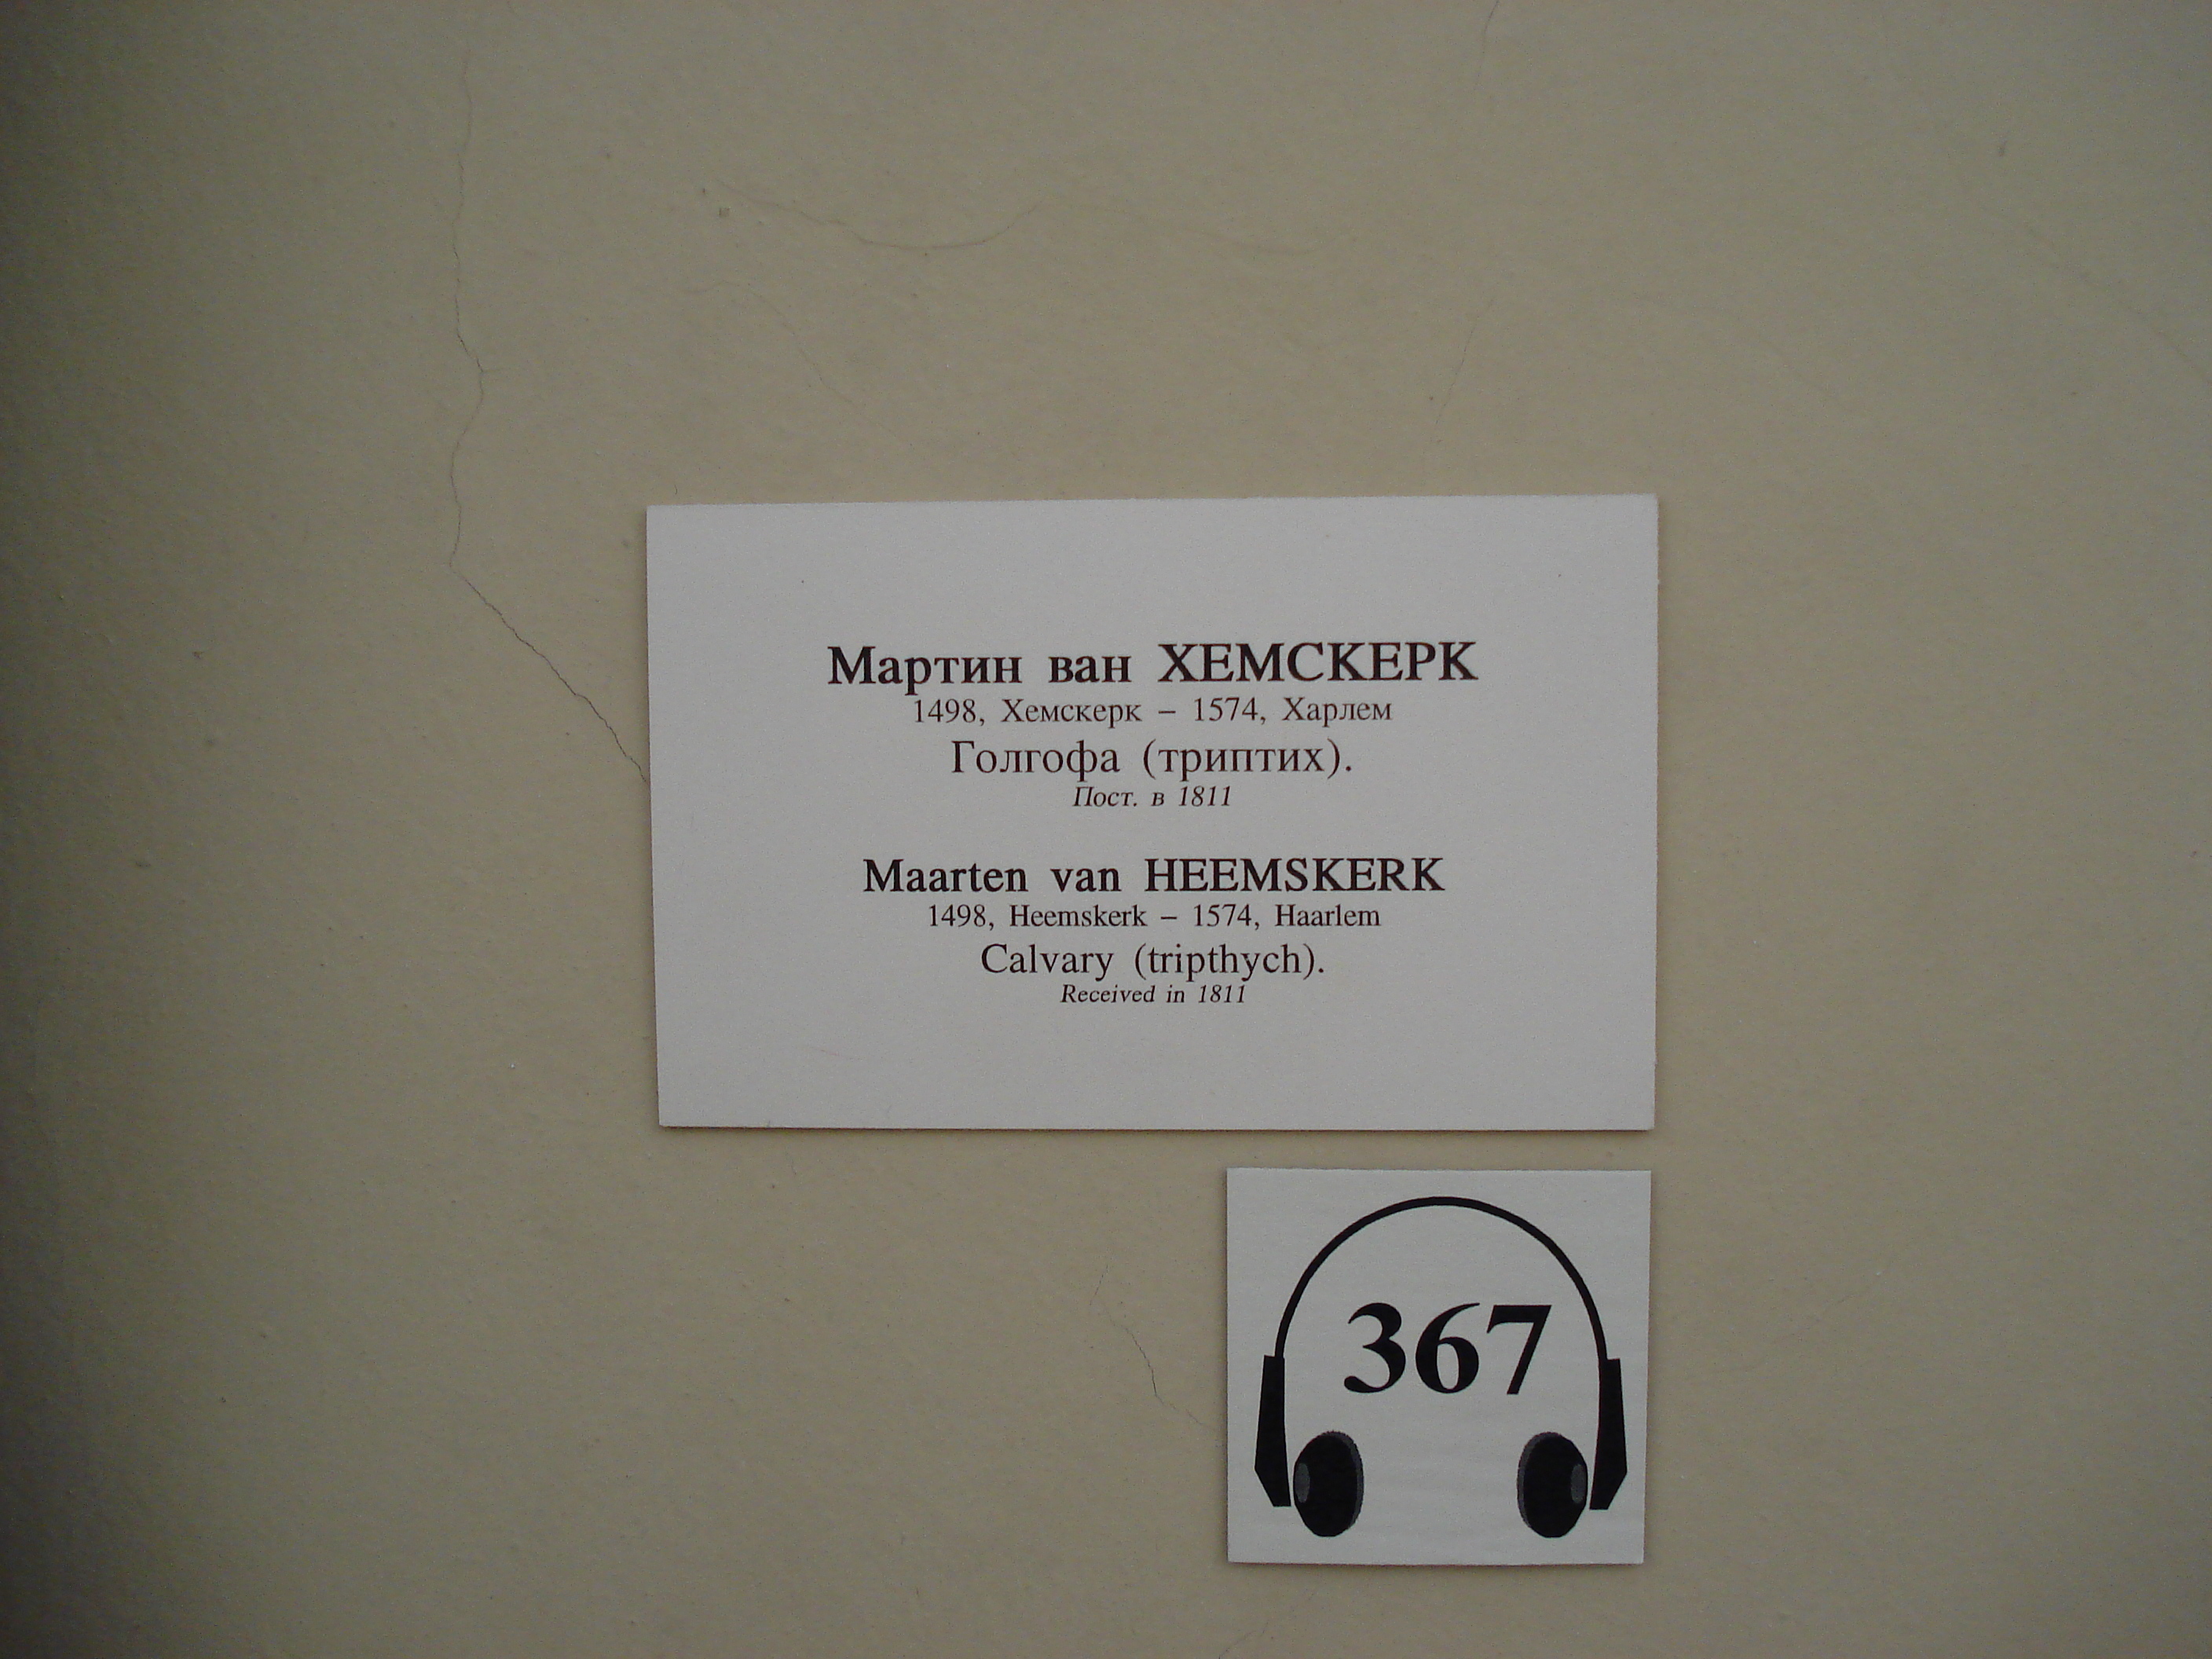 Мартин ван ХЕМСКЕРК
1498, Хемскерк – 1574, Харлем
Голгофа (триптих).
Пост. в 1811
Maarten van HEEMSKERK
1498, Heemskerk – 1574, Haarlem
Calvary (tripthych).
Received in 1811
367